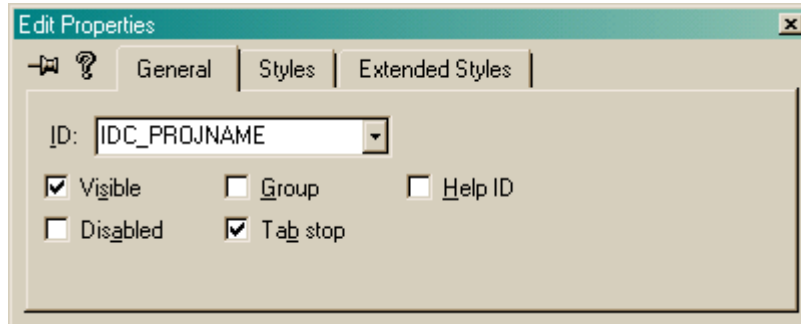 Edit Properties
General Styles Extended Styles
ID: IDC_PROJNAME
Visible Group Help ID
Disabled Tab stop